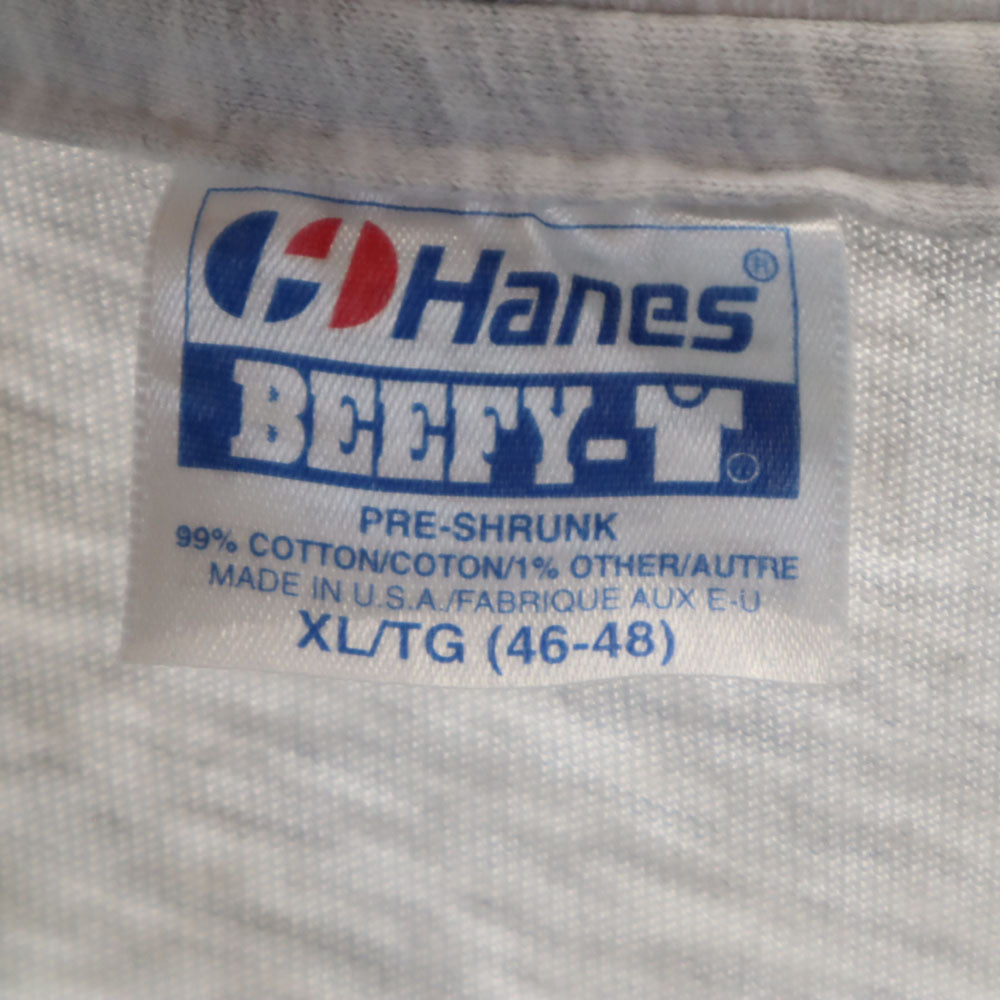 Hanes®
BEEFY-T®
PRE-SHRUNK
99% COTTON/COTON/1% OTHER/AUTRE
MADE IN U.S.A./FABRIQUE AUX E-U
XL/TG (46-48)